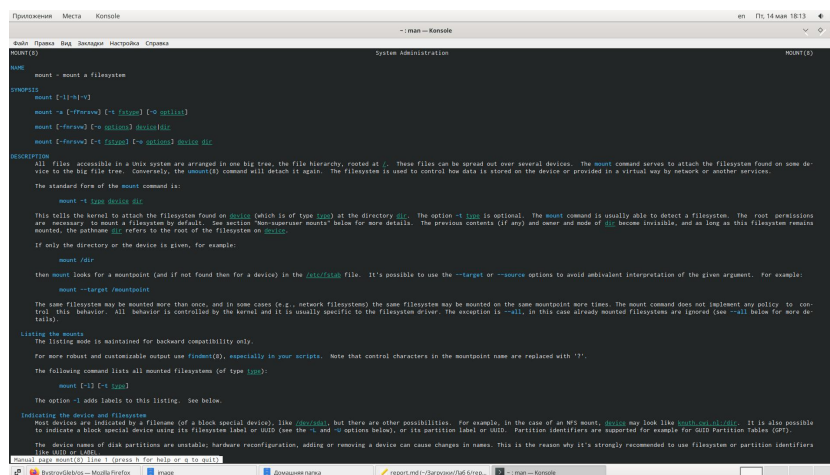 Приложения Места Konsole en Пт, 14 мая 18:13
~ : man — Konsole
Файл Правка Вид Закладки Настройка Справка
MOUNT(8) System Administration MOUNT(8)
NAME
mount - mount a filesystem
SYNOPSIS
mount [-l|-h|-V]
mount -a [-fFnrsvw] [-t fstype] [-O optlist]
mount [-fnrsvw] [-o options] device|dir
mount [-fnrsvw] [-t fstype] [-o options] device dir
DESCRIPTION
All files accessible in a Unix system are arranged in one big tree, the file hierarchy, rooted at /. These files can be spread out over several devices. The mount command serves to attach the filesystem found on some de-
vice to the big file tree. Conversely, the umount(8) command will detach it again. The filesystem is used to control how data is stored on the device or provided in a virtual way by network or another services.
The standard form of the mount command is:
mount -t type device dir
This tells the kernel to attach the filesystem found on device (which is of type type) at the directory dir. The option -t type is optional. The mount command is usually able to detect a filesystem. The root permissions
are necessary to mount a filesystem by default. See section "Non-superuser mounts" below for more details. The previous contents (if any) and owner and mode of dir become invisible, and as long as this filesystem remains
mounted, the pathname dir refers to the root of the filesystem on device.
If only the directory or the device is given, for example:
mount /dir
then mount looks for a mountpoint (and if not found then for a device) in the /etc/fstab file. It's possible to use the --target or --source options to avoid ambivalent interpretation of the given argument. For example:
mount --target /mountpoint
The same filesystem may be mounted more than once, and in some cases (e.g., network filesystems) the same filesystem may be mounted on the same mountpoint more times. The mount command does not implement any policy to con-
trol this behavior. All behavior is controlled by the kernel and it is usually specific to the filesystem driver. The exception is --all, in this case already mounted filesystems are ignored (see --all below for more de-
tails).
Listing the mounts
The listing mode is maintained for backward compatibility only.
For more robust and customizable output use findmnt(8), especially in your scripts. Note that control characters in the mountpoint name are replaced with '?'.
The following command lists all mounted filesystems (of type type):
mount [-l] [-t type]
The option -l adds labels to this listing. See below.
Indicating the device and filesystem
Most devices are indicated by a filename (of a block special device), like /dev/sda1, but there are other possibilities. For example, in the case of an NFS mount, device may look like knuth.cwi.nl:/dir. It is also possible
to indicate a block special device using its filesystem label or UUID (see the -L and -U options below), or its partition label or UUID. Partition identifiers are supported for example for GUID Partition Tables (GPT).
The device names of disk partitions are unstable; hardware reconfiguration, adding or removing a device can cause changes in names. This is the reason why it's strongly recommended to use filesystem or partition identifiers
like UUID or LABEL.
Manual page mount(8) line 1 (press h for help or q to quit)
BystrovGleb/os — Mozilla Firefox image Домашняя папка report.md (~/Загрузки/Лаб 6/rep... ~ : man — Konsole